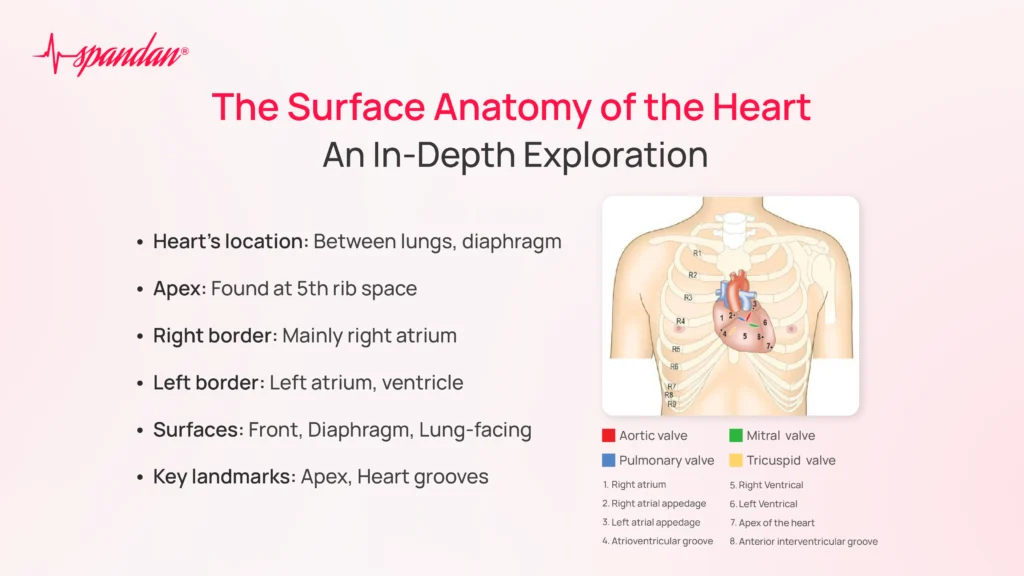 spandan®
The Surface Anatomy of the Heart
An In-Depth Exploration
• Heart's location: Between lungs, diaphragm
• Apex: Found at 5th rib space
• Right border: Mainly right atrium
• Left border: Left atrium, ventricle
• Surfaces: Front, Diaphragm, Lung-facing
• Key landmarks: Apex, Heart grooves
R1
R2
R3
R4
R5
R6
R7
R8
R9
1
2
3
4
5
6
7
8
Aortic valve
Mitral valve
Pulmonary valve
Tricuspid valve
1. Right atrium
2. Right atrial appedage
3. Left atrial appedage
4. Atrioventricular groove
5. Right Ventrical
6. Left Ventrical
7. Apex of the heart
8. Anterior interventricular groove